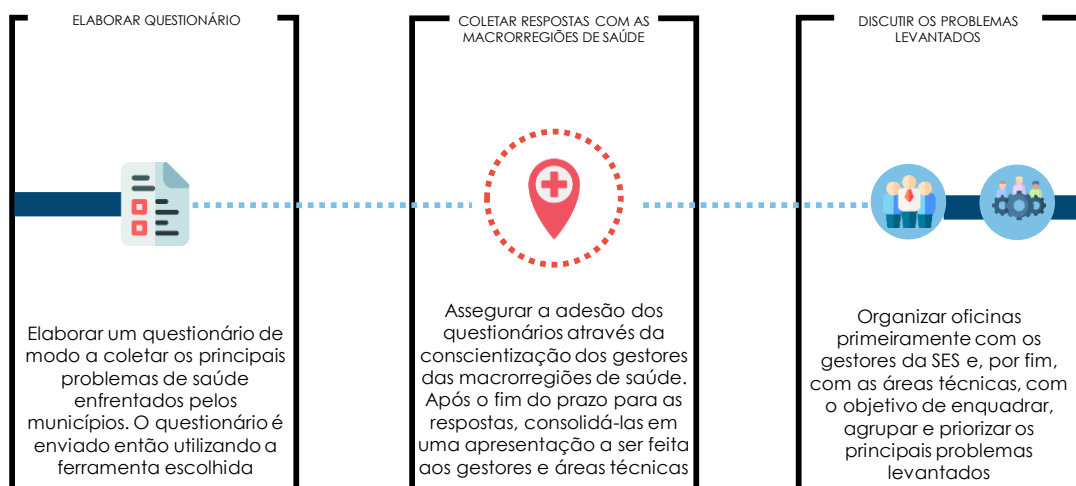 ELABORAR QUESTIONÁRIO
Elaborar um questionário de
modo a coletar os principais
problemas de saúde
enfrentados pelos
municípios. O questionário é
enviado então utilizando a
ferramenta escolhida
COLETAR RESPOSTAS COM AS
MACRORREGIÕES DE SAÚDE
Assegurar a adesão dos
questionários através da
conscientização dos gestores
das macrorregiões de saúde.
Após o fim do prazo para as
respostas, consolidá-las em
uma apresentação a ser feita
aos gestores e áreas técnicas
DISCUTIR OS PROBLEMAS
LEVANTADOS
Organizar oficinas
primeiramente com os
gestores da SES e, por fim,
com as áreas técnicas, com
o objetivo de enquadrar,
agrupar e priorizar os
principais problemas
levantados